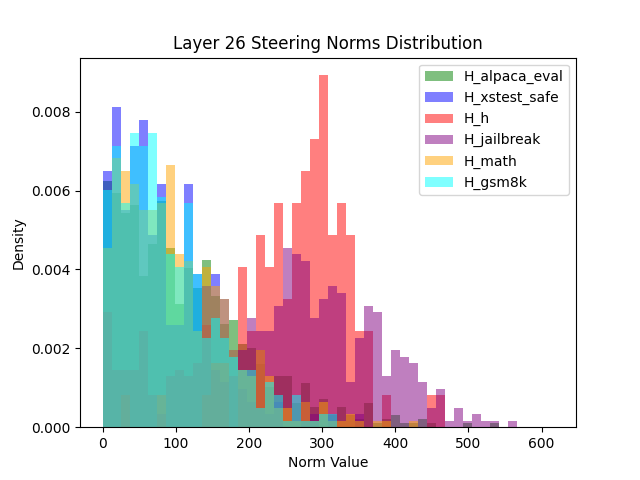 Layer 26 Steering Norms Distribution
H_alpaca_eval
H_xstest_safe
H_h
H_jailbreak
H_math
H_gsm8k
Density
0.008
0.006
0.004
0.002
0.000
0 100 200 300 400 500 600
Norm Value